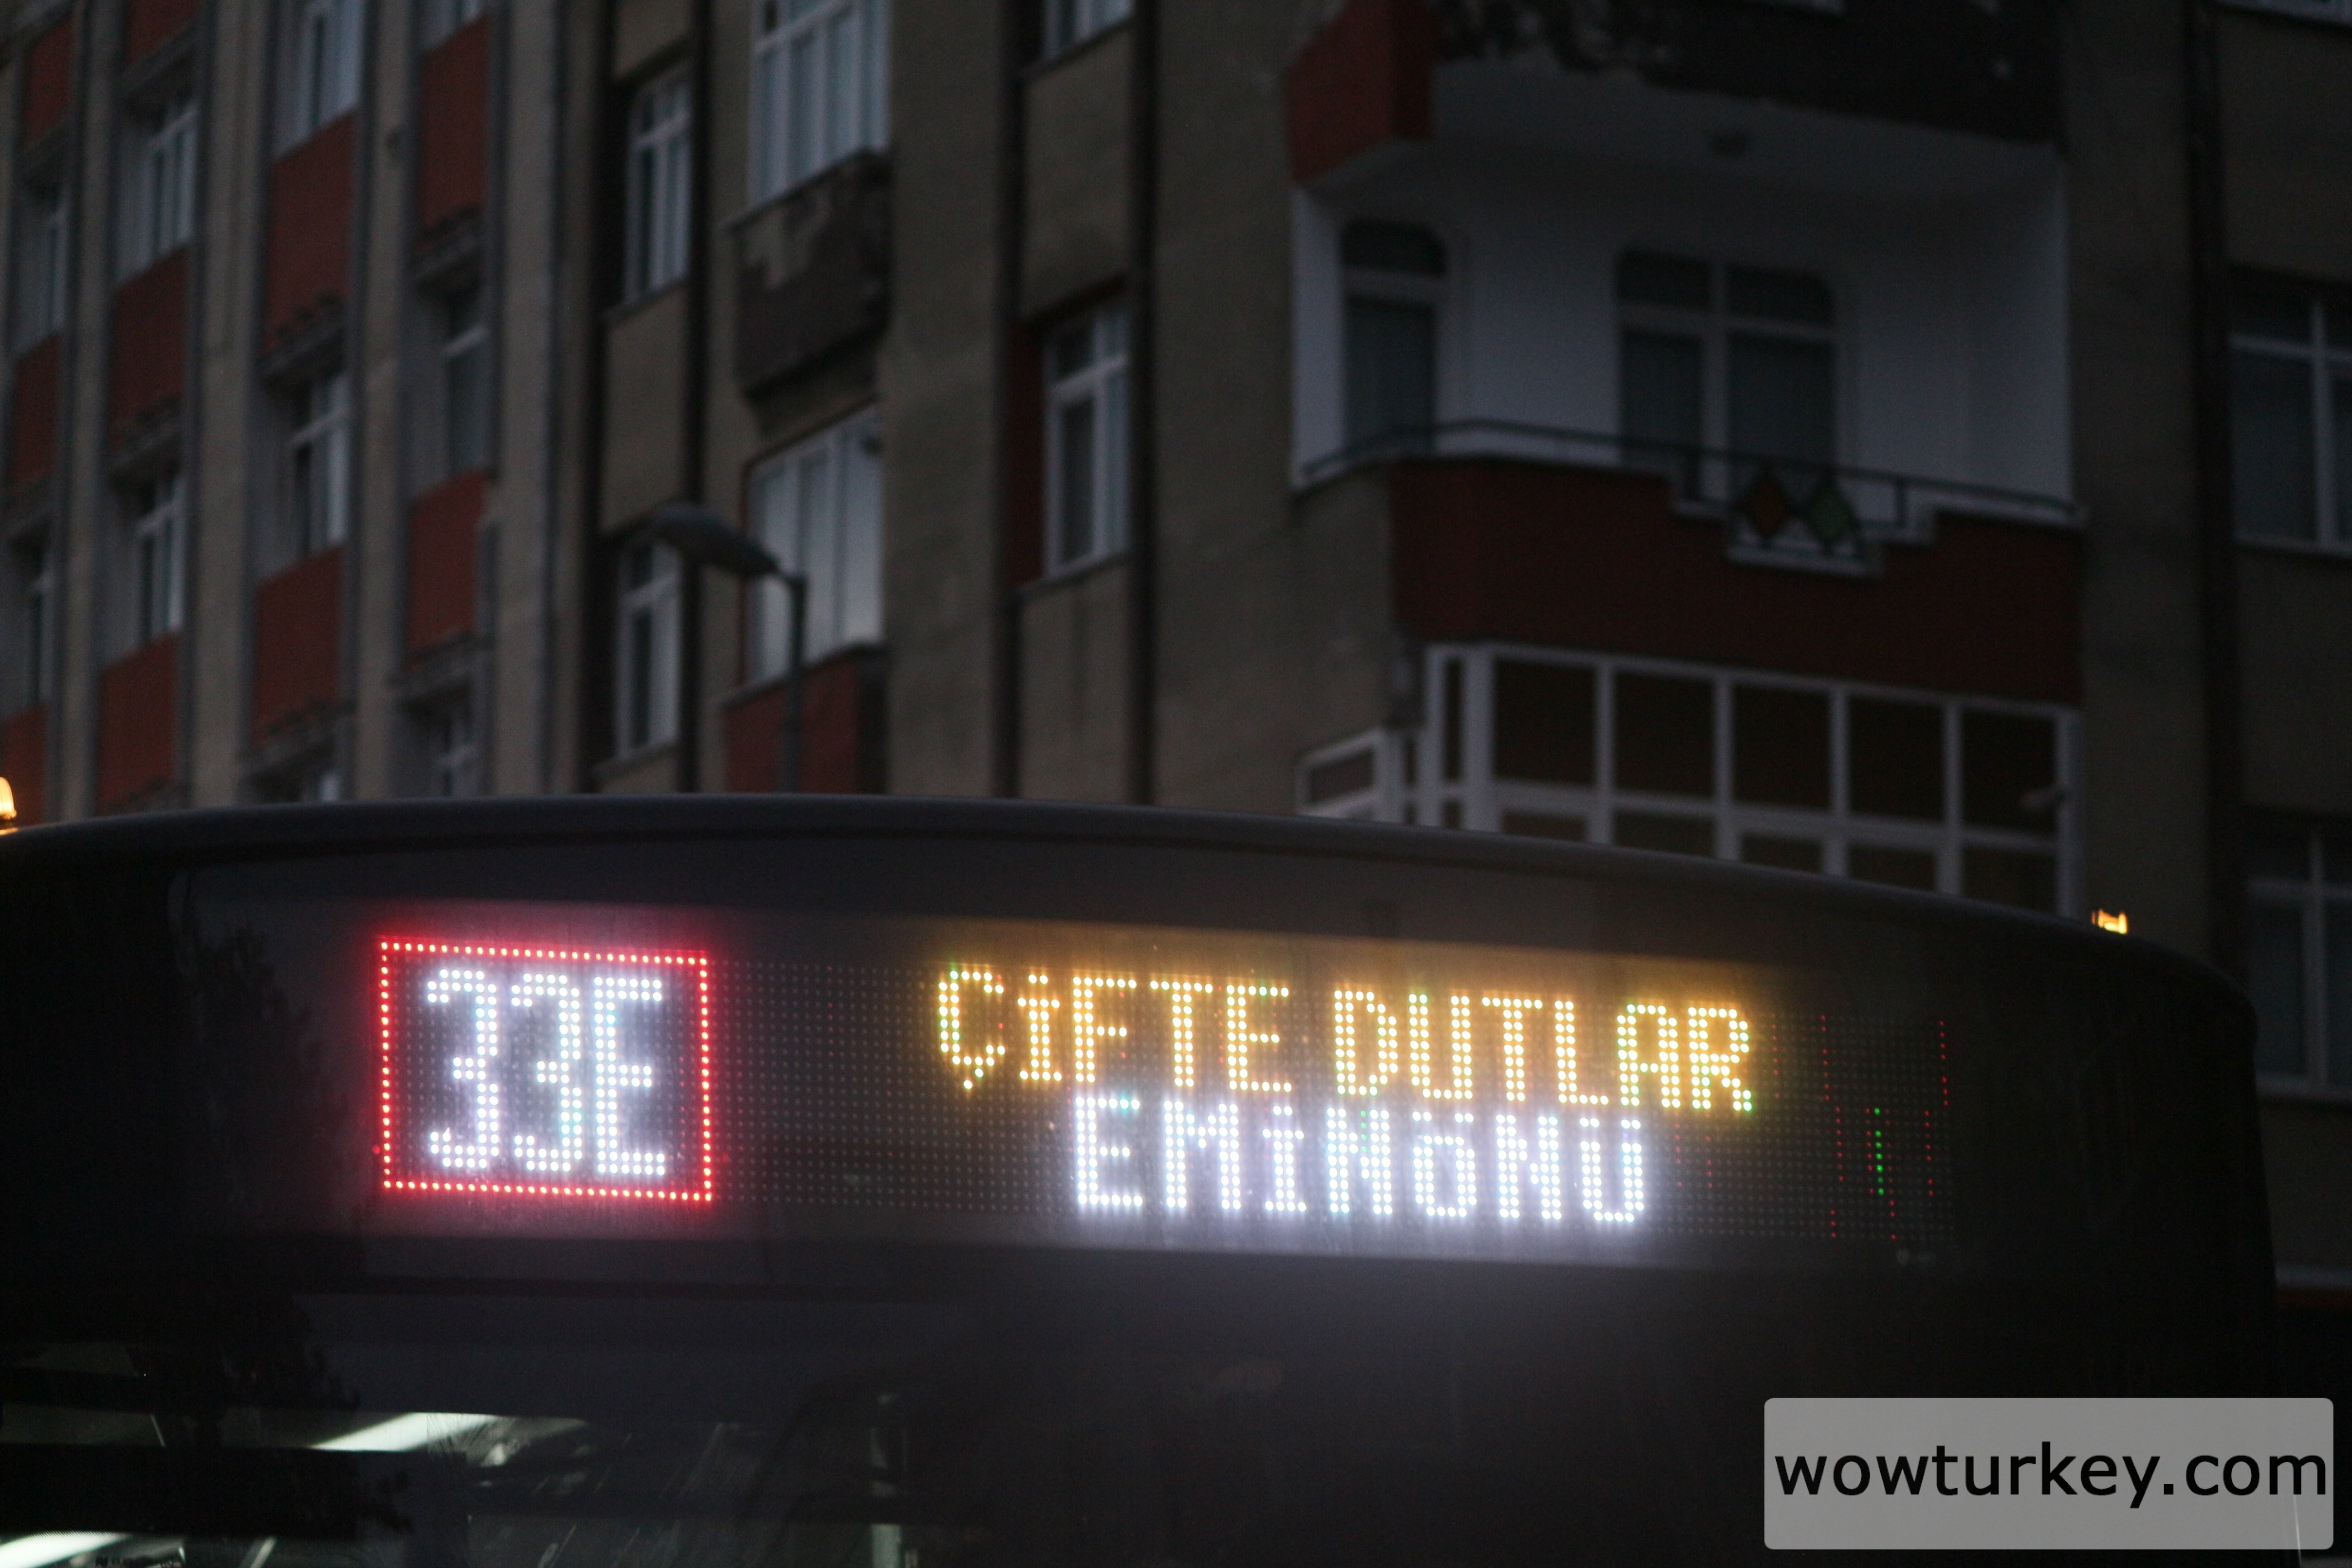 33E
ÇİFTE DUTLAR
EMİNÖNÜ
wowturkey.com